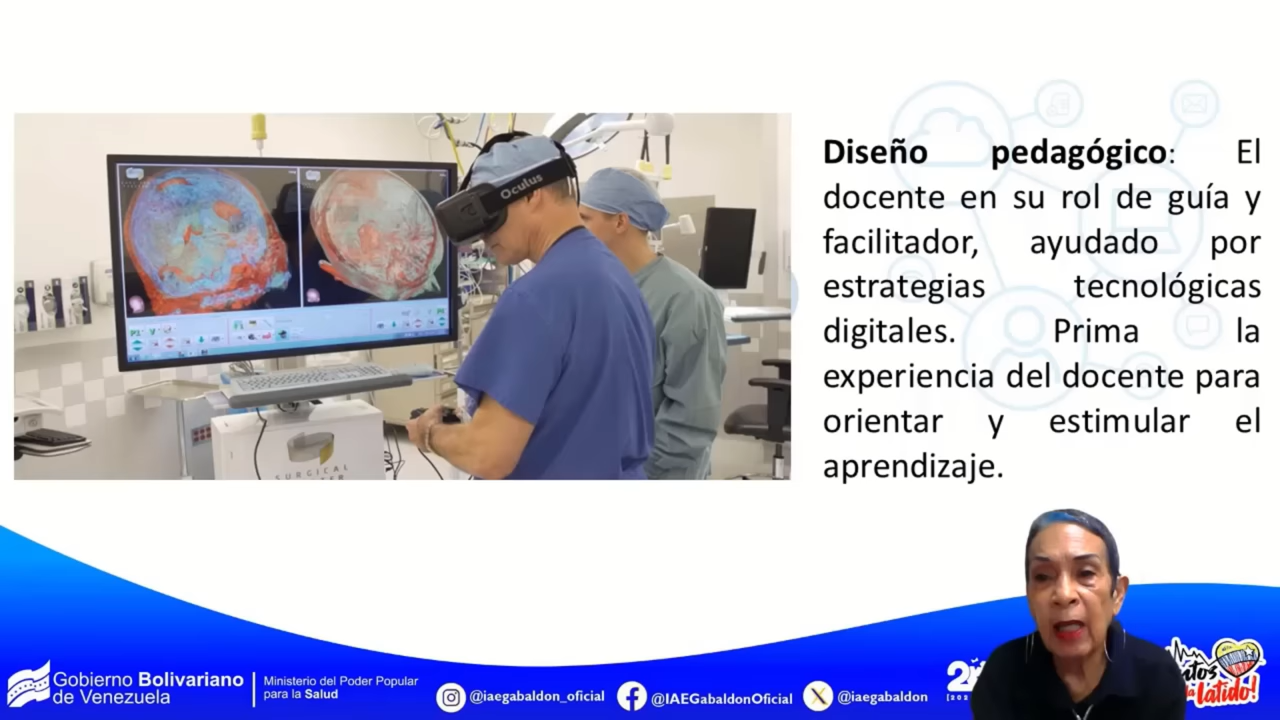 Oculus
SURGICAL
Diseño pedagógico: El
docente en su rol de guía y
facilitador, ayudado por
estrategias tecnológicas
digitales. Prima la
experiencia del docente para
orientar y estimular el
aprendizaje.
Gobierno Bolivariano
de Venezuela
Ministerio del Poder Popular
para la Salud
@iaegabaldon_oficial
@IAEGabaldonOficial
@iaegabaldon
latido!